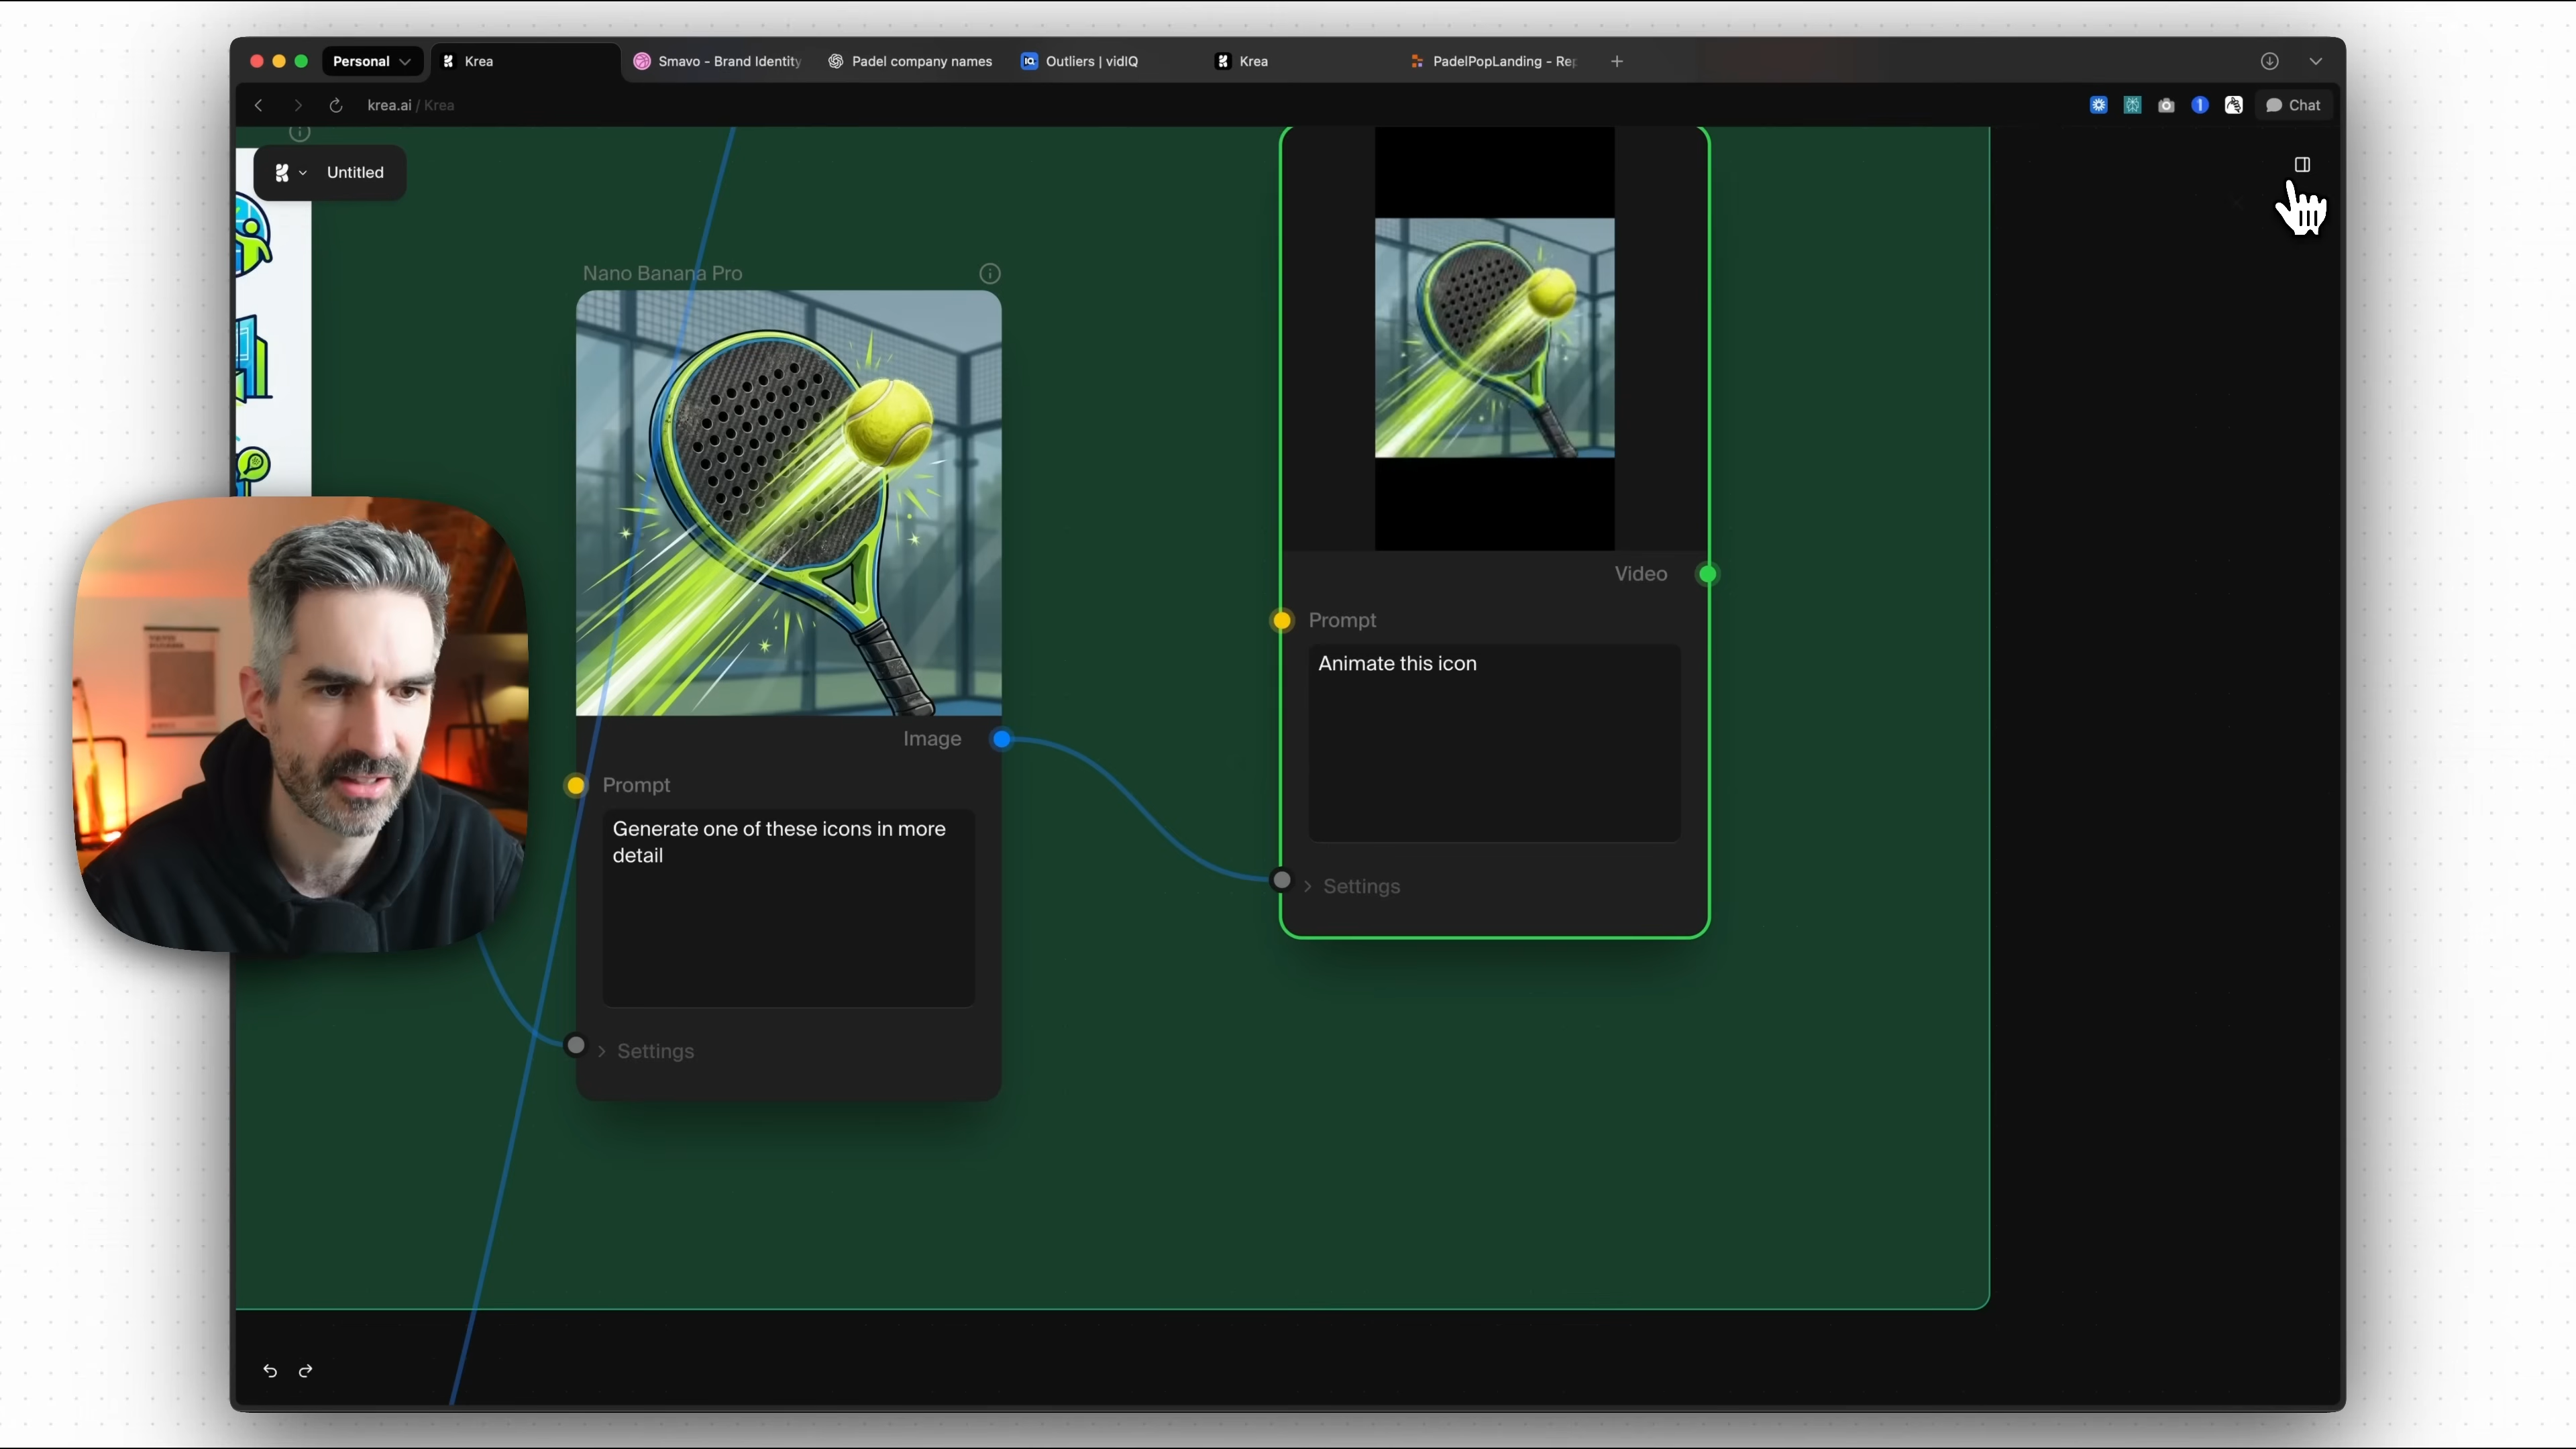 Personal
Krea
Smavo - Brand Identity
Padel company names
Outliers | vidIQ
Krea
PadelPopLanding - Rep
krea.ai / Krea
Chat
Untitled
Nano Banana Pro
Image
Prompt
Generate one of these icons in more
detail
Settings
Video
Prompt
Animate this icon
Settings